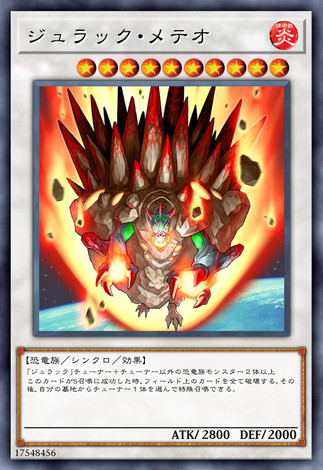 ジュラック・メテオ
炎
【恐竜族／シンクロ／効果】
「ジュラック」チューナー＋チューナー以外の恐竜族モンスター２体以上
このカードがS召喚に成功した時、フィールド上のカードを全て破壊する。その
後、自分の墓地からチューナー１体を選んで特殊召喚できる。
ATK/ 2800 DEF/2000
17548456